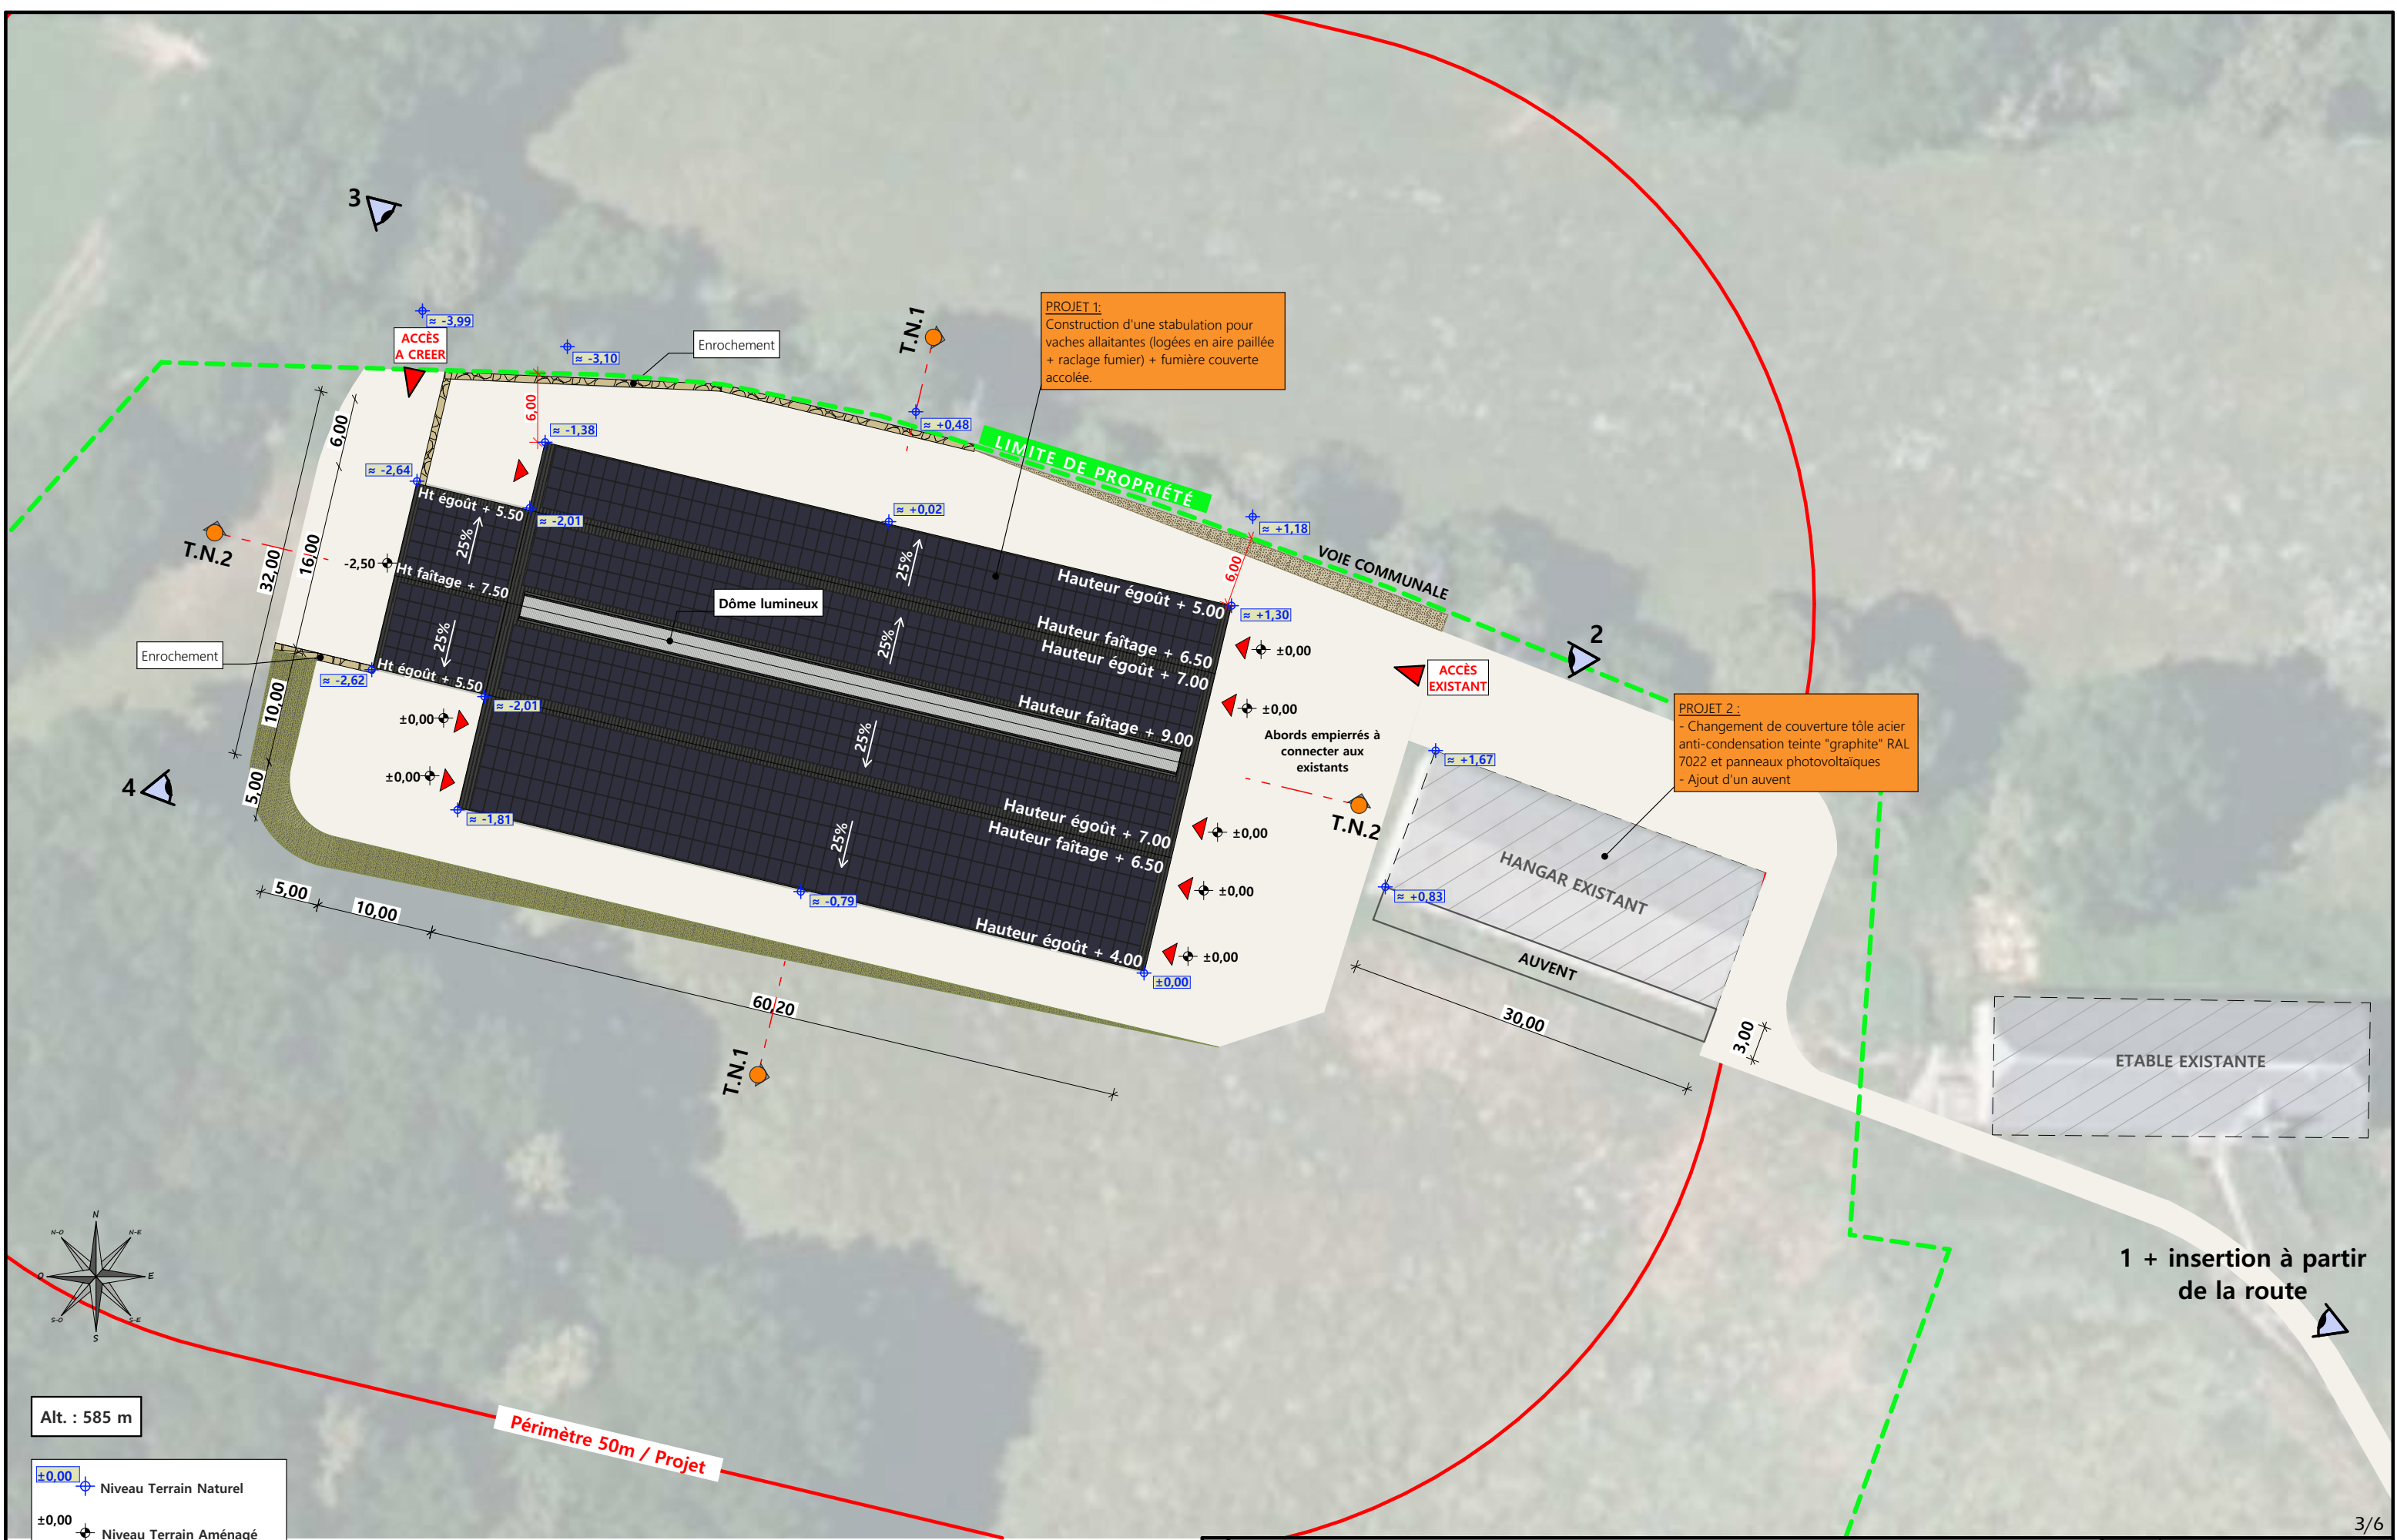 3
≈ -3,99
ACCÈS
A CREER
≈ -3,10
Enrochement
T.N.1
PROJET 1:
Construction d'une stabulation pour
vaches allaitantes (logées en aire paillée
+ raclage fumier) + fumière couverte
accolée.
6,00
≈ -1,38
≈ +0,48
LIMITE DE PROPRIÉTÉ
6,00
≈ -2,64
Ht égoût + 5.50
≈ -2,01
≈ +0,02
≈ +1,18
VOIE COMMUNALE
T.N.2
32,00
16,00
-2,50
25%
25%
Ht faîtage + 7.50
Dôme lumineux
Hauteur égoût + 5.00
6,00
≈ +1,30
2
Hauteur faîtage + 6.50
Hauteur égoût + 7.00
±0,00
ACCÈS
EXISTANT
Enrochement
25%
25%
Ht égoût + 5.50
≈ -2,62
≈ -2,01
Hauteur faîtage + 9.00
±0,00
Abords empierrés à
connecter aux
existants
PROJET 2 :
- Changement de couverture tôle acier
anti-condensation teinte "graphite" RAL
7022 et panneaux photovoltaïques
- Ajout d'un auvent
10,00
±0,00
25%
≈ +1,67
4
5,00
±0,00
≈ -1,81
25%
Hauteur égoût + 7.00
Hauteur faîtage + 6.50
±0,00
T.N.2
HANGAR EXISTANT
≈ +0,83
±0,00
5,00
10,00
≈ -0,79
Hauteur égoût + 4.00
±0,00
±0,00
AUVENT
60,20
30,00
3,00
T.N.1
ETABLE EXISTANTE
N
N-O
N-E
O
E
S-O
S-E
S
1 + insertion à partir
de la route
Alt. : 585 m
Périmètre 50m / Projet
±0,00
Niveau Terrain Naturel
±0,00
Niveau Terrain Aménagé
3/6